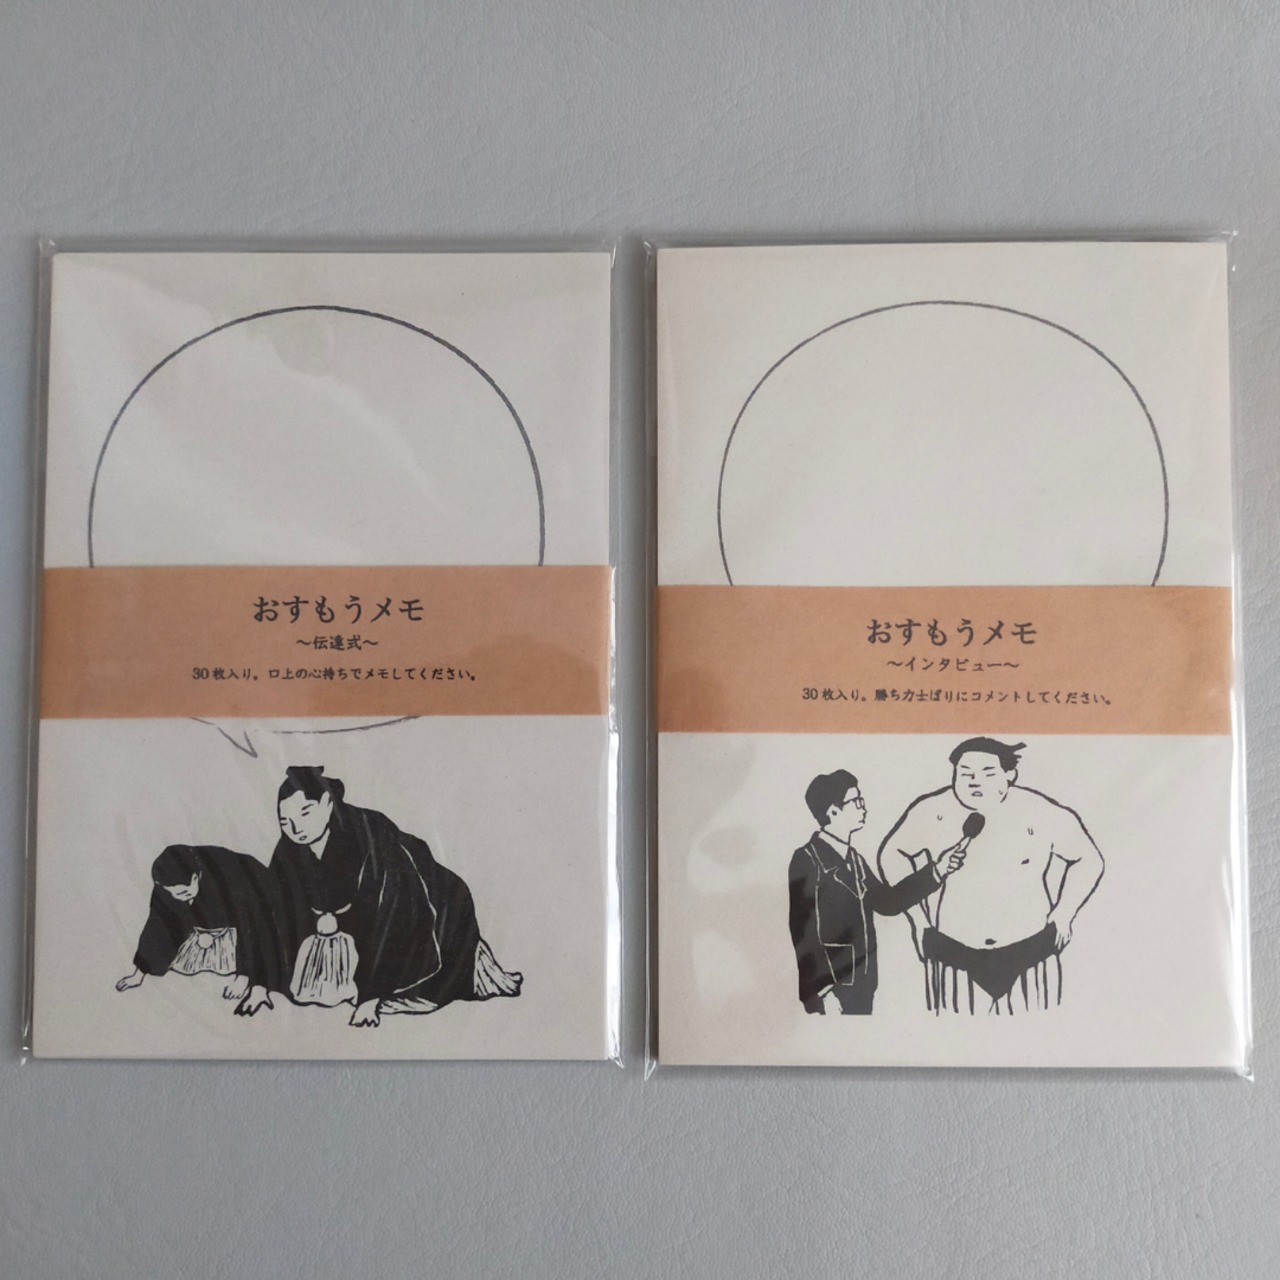 おすもうメモ
～伝達式～
30枚入り。口上の心持ちでメモしてください。
おすもうメモ
～インタビュー～
30枚入り。勝ち力士ばりにコメントしてください。